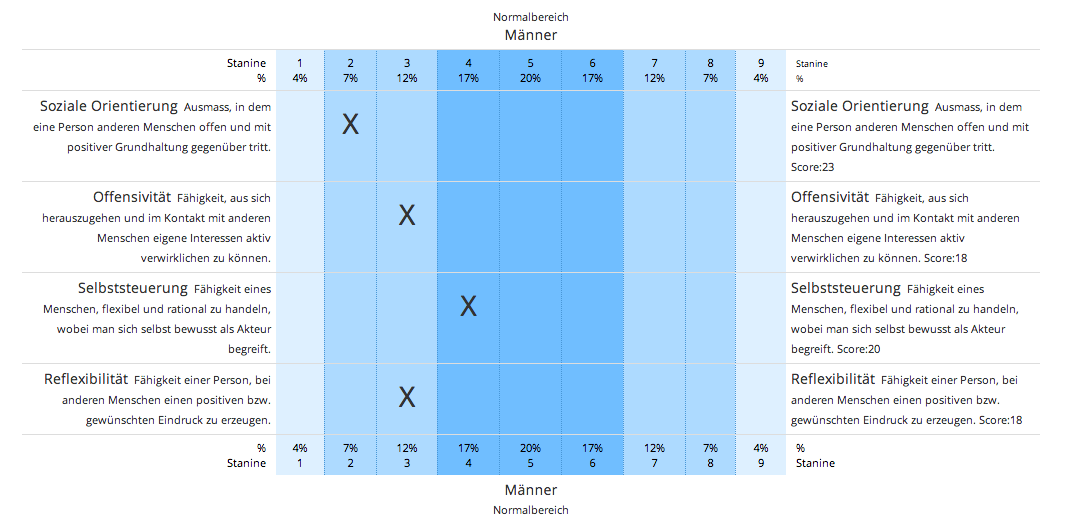 Normalbereich
Männer
Stanine 1 2 3 4 5 6 7 8 9 Stanine
% 4% 7% 12% 17% 20% 17% 12% 7% 4% %
Soziale Orientierung Ausmass, in dem
eine Person anderen Menschen offen und mit
positiver Grundhaltung gegenüber tritt.
X
Soziale Orientierung Ausmass, in dem
eine Person anderen Menschen offen und mit
positiver Grundhaltung gegenüber tritt.
Score:23
Offensivität Fähigkeit, aus sich
herauszugehen und im Kontakt mit anderen
Menschen eigene Interessen aktiv
verwirklichen zu können.
X
Offensivität Fähigkeit, aus sich
herauszugehen und im Kontakt mit anderen
Menschen eigene Interessen aktiv
verwirklichen zu können. Score:18
Selbststeuerung Fähigkeit eines
Menschen, flexibel und rational zu handeln,
wobei man sich selbst bewusst als Akteur
begreift.
X
Selbststeuerung Fähigkeit eines
Menschen, flexibel und rational zu handeln,
wobei man sich selbst bewusst als Akteur
begreift. Score:20
Reflexibilität Fähigkeit einer Person, bei
anderen Menschen einen positiven bzw.
gewünschten Eindruck zu erzeugen.
X
Reflexibilität Fähigkeit einer Person, bei
anderen Menschen einen positiven bzw.
gewünschten Eindruck zu erzeugen. Score:18
% 4% 7% 12% 17% 20% 17% 12% 7% 4% %
Stanine 1 2 3 4 5 6 7 8 9 Stanine
Männer
Normalbereich